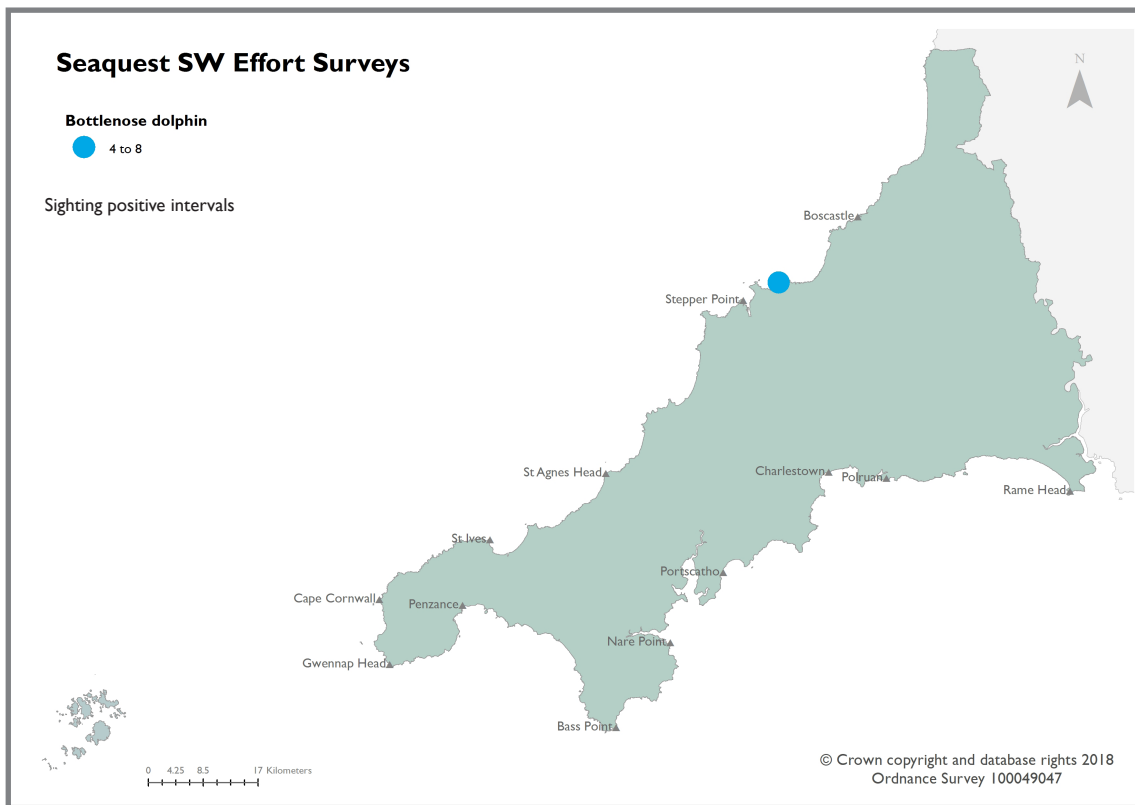 Seaquest SW Effort Surveys
N
Bottlenose dolphin
4 to 8
Sighting positive intervals
Boscastle
Stepper Point
St Agnes Head
Charlestown
Polruan
Rame Head
St Ives
Portscatho
Cape Cornwall
Penzance
Nare Point
Gwennap Head
Bass Point
0 4.25 8.5 17 Kilometers
© Crown copyright and database rights 2018
Ordnance Survey 100049047